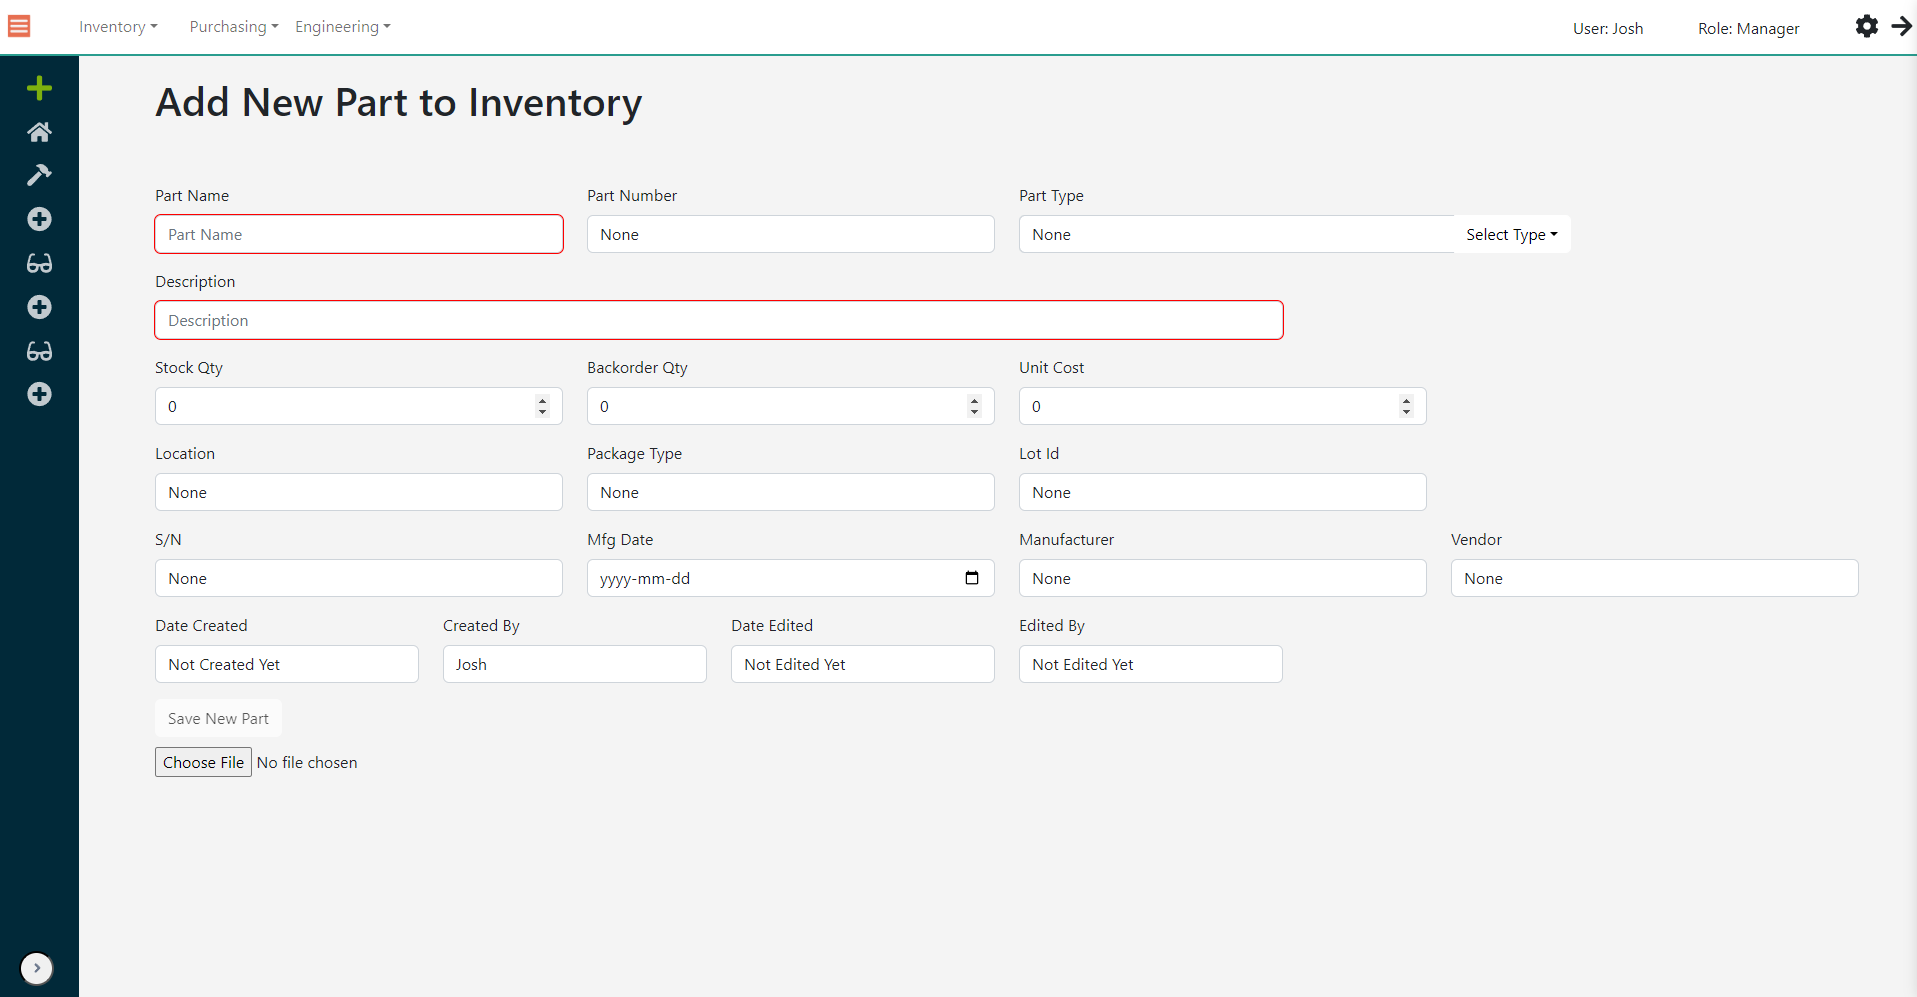 Inventory Purchasing Engineering User: Josh Role: Manager
Add New Part to Inventory
Part Name Part Number Part Type
Part Name None None Select Type
Description
Description
Stock Qty Backorder Qty Unit Cost
0 0 0
Location Package Type Lot Id
None None None
S/N Mfg Date Manufacturer Vendor
None yyyy-mm-dd None None
Date Created Created By Date Edited Edited By
Not Created Yet Josh Not Edited Yet Not Edited Yet
Save New Part
Choose File No file chosen